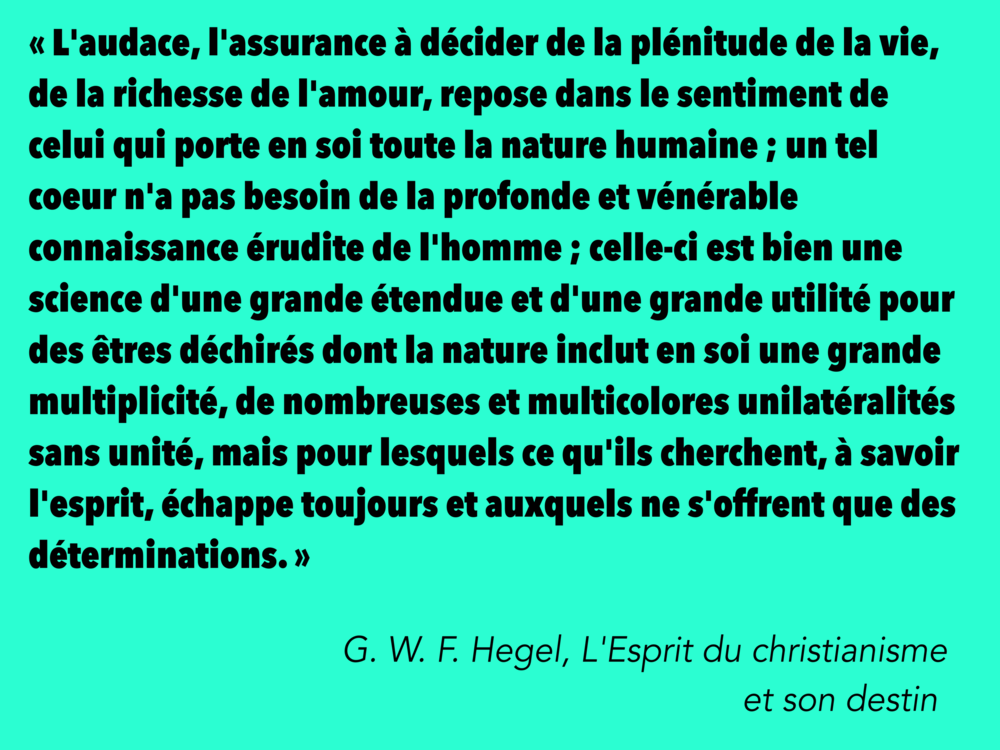 « L'audace, l'assurance à décider de la plénitude de la vie,
de la richesse de l'amour, repose dans le sentiment de
celui qui porte en soi toute la nature humaine ; un tel
coeur n'a pas besoin de la profonde et vénérable
connaissance érudite de l'homme ; celle-ci est bien une
science d'une grande étendue et d'une grande utilité pour
des êtres déchirés dont la nature inclut en soi une grande
multiplicité, de nombreuses et multicolores unilatéralités
sans unité, mais pour lesquels ce qu'ils cherchent, à savoir
l'esprit, échappe toujours et auxquels ne s'offrent que des
déterminations. »
G. W. F. Hegel, L'Esprit du christianisme
et son destin